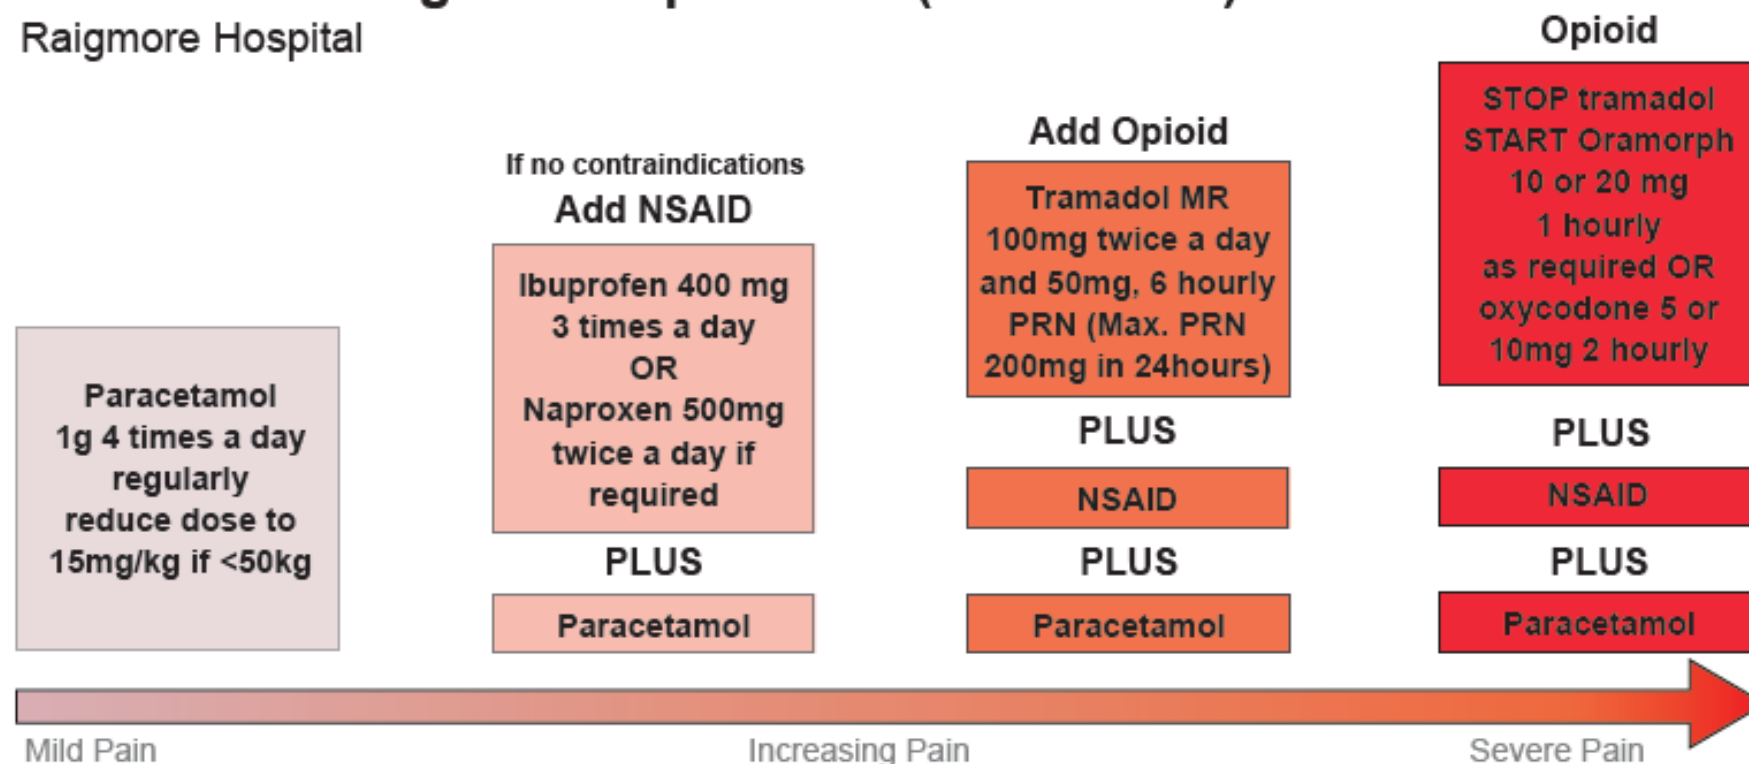 Raigmore Hospital
Paracetamol
1g 4 times a day
regularly
reduce dose to
15mg/kg if <50kg
If no contraindications
Add NSAID
Ibuprofen 400 mg
3 times a day
OR
Naproxen 500mg
twice a day if
required
PLUS
Paracetamol
Add Opioid
Tramadol MR
100mg twice a day
and 50mg, 6 hourly
PRN (Max. PRN
200mg in 24hours)
PLUS
NSAID
PLUS
Paracetamol
Opioid
STOP tramadol
START Oramorph
10 or 20 mg
1 hourly
as required OR
oxycodone 5 or
10mg 2 hourly
PLUS
NSAID
PLUS
Paracetamol
Mild Pain
Increasing Pain
Severe Pain